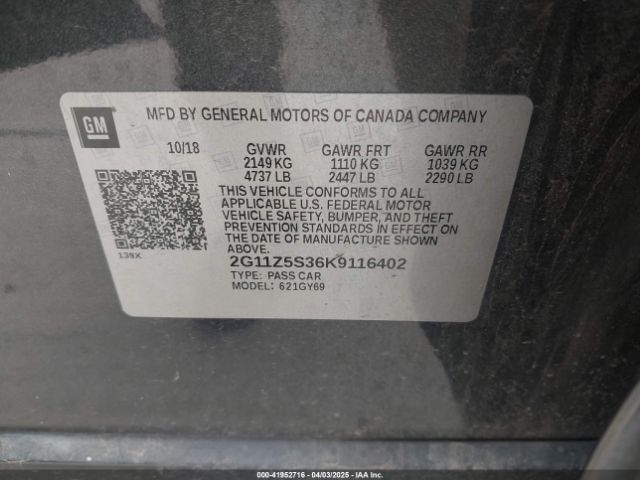 GM
MFD BY GENERAL MOTORS OF CANADA COMPANY
10/18 GVWR GAWR FRT GAWR RR
2149 KG 1110 KG 1039 KG
4737 LB 2447 LB 2290 LB
THIS VEHICLE CONFORMS TO ALL
APPLICABLE U.S. FEDERAL MOTOR
VEHICLE SAFETY, BUMPER, AND THEFT
PREVENTION STANDARDS IN EFFECT ON
THE DATE OF MANUFACTURE SHOWN
ABOVE.
139X
2G11Z5S36K9116402
TYPE: PASS CAR
MODEL: 621GY69
000-41952716 - 04/03/2025 - IAA Inc.